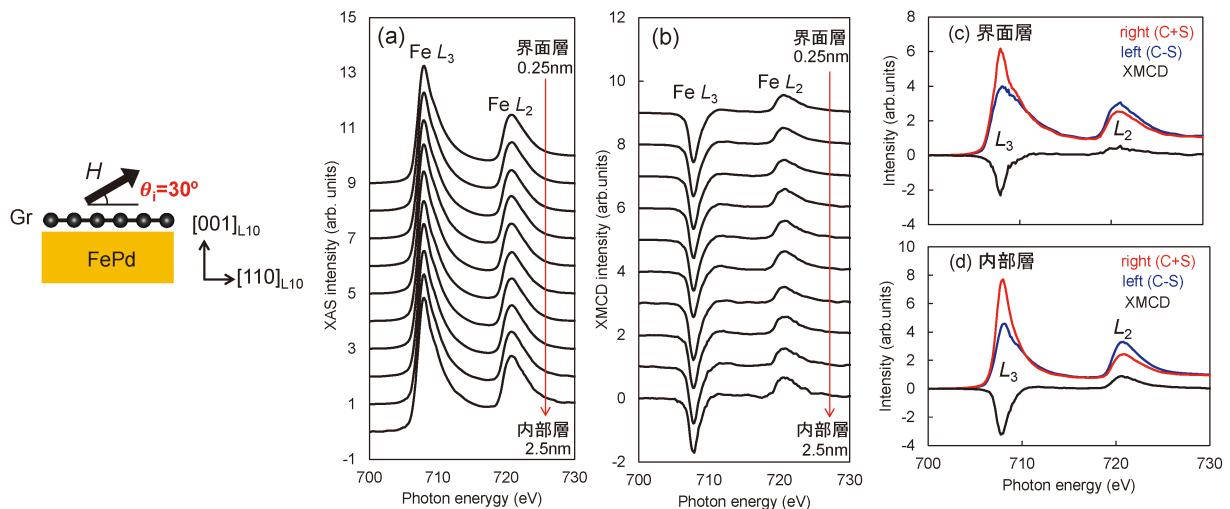 H
θi=30º
Gr
[001]L10
FePd
[110]L10
(a)
Fe L3
Fe L2
界面層
0.25nm
内部層
2.5nm
XAS intensity (arb. units)
15
13
11
9
7
5
3
1
-1
700
710
720
730
Photon energygy (eV)
(b)
Fe L3
Fe L2
界面層
0.25nm
内部層
2.5nm
XMCD intensity (arb.units)
12
10
8
6
4
2
0
-2
700
710
720
730
Photon energy (eV)
(c) 界面層
right (C+S)
left (C-S)
XMCD
L3
L2
Intensity (arb.units)
8
6
4
2
0
-2
-4
700
710
720
730
(d) 内部層
right (C+S)
left (C-S)
XMCD
L3
L2
Intensity (arb.units)
10
8
6
4
2
0
-2
-4
700
710
720
730
Photon energy (eV)